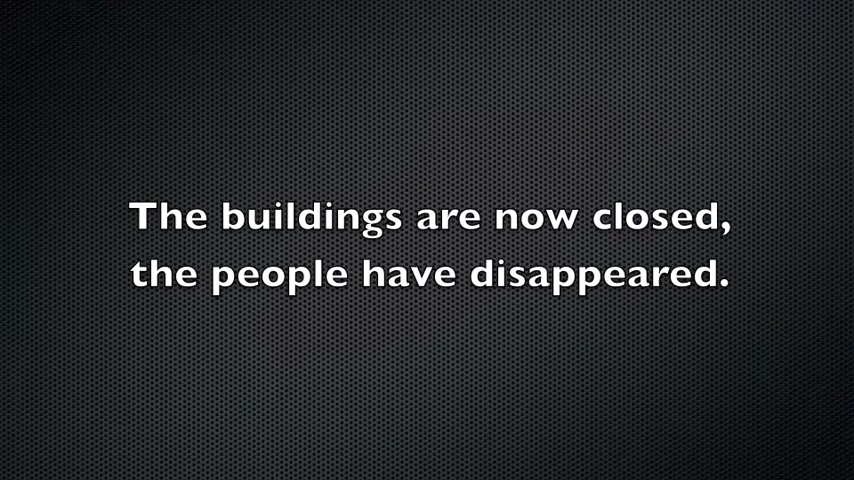 The buildings are now closed,
the people have disappeared.